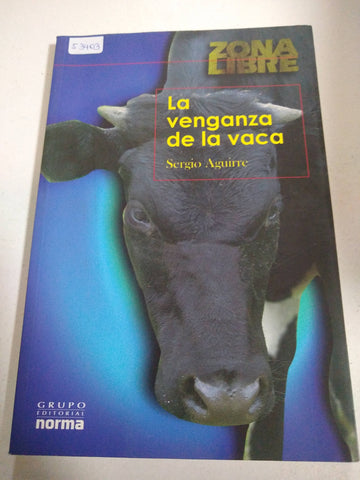 53403
ZONA
LIBRE
La
venganza
de la vaca
Sergio Aguirre
GRUPO
EDITORIAL
norma